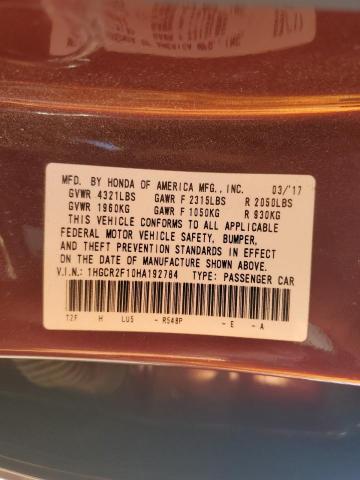 MFD. BY HONDA OF AMERICA MFG., INC. 03/'17
GVWR 4321LBS GAWR F 2315LBS R 2050LBS
GVWR 1960KG GAWR F 1050KG R 930KG
THIS VEHICLE CONFORMS TO ALL APPLICABLE
FEDERAL MOTOR VEHICLE SAFETY, BUMPER,
AND THEFT PREVENTION STANDARDS IN EFFECT
ON THE DATE OF MANUFACTURE SHOWN ABOVE.
V.I.N.: 1HGCR2F10HA192784 TYPE: PASSENGER CAR
T2F H LU5 - R548P - E - A